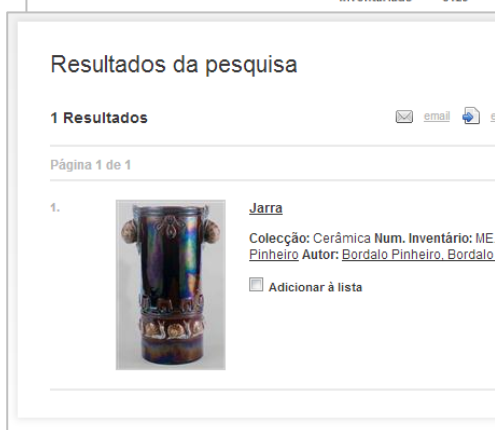 Resultados da pesquisa
1 Resultados
email
Página 1 de 1
1.
Jarra
Colecção: Cerâmica Num. Inventário: ME
Pinheiro Autor: Bordalo Pinheiro, Bordalo
Adicionar à lista